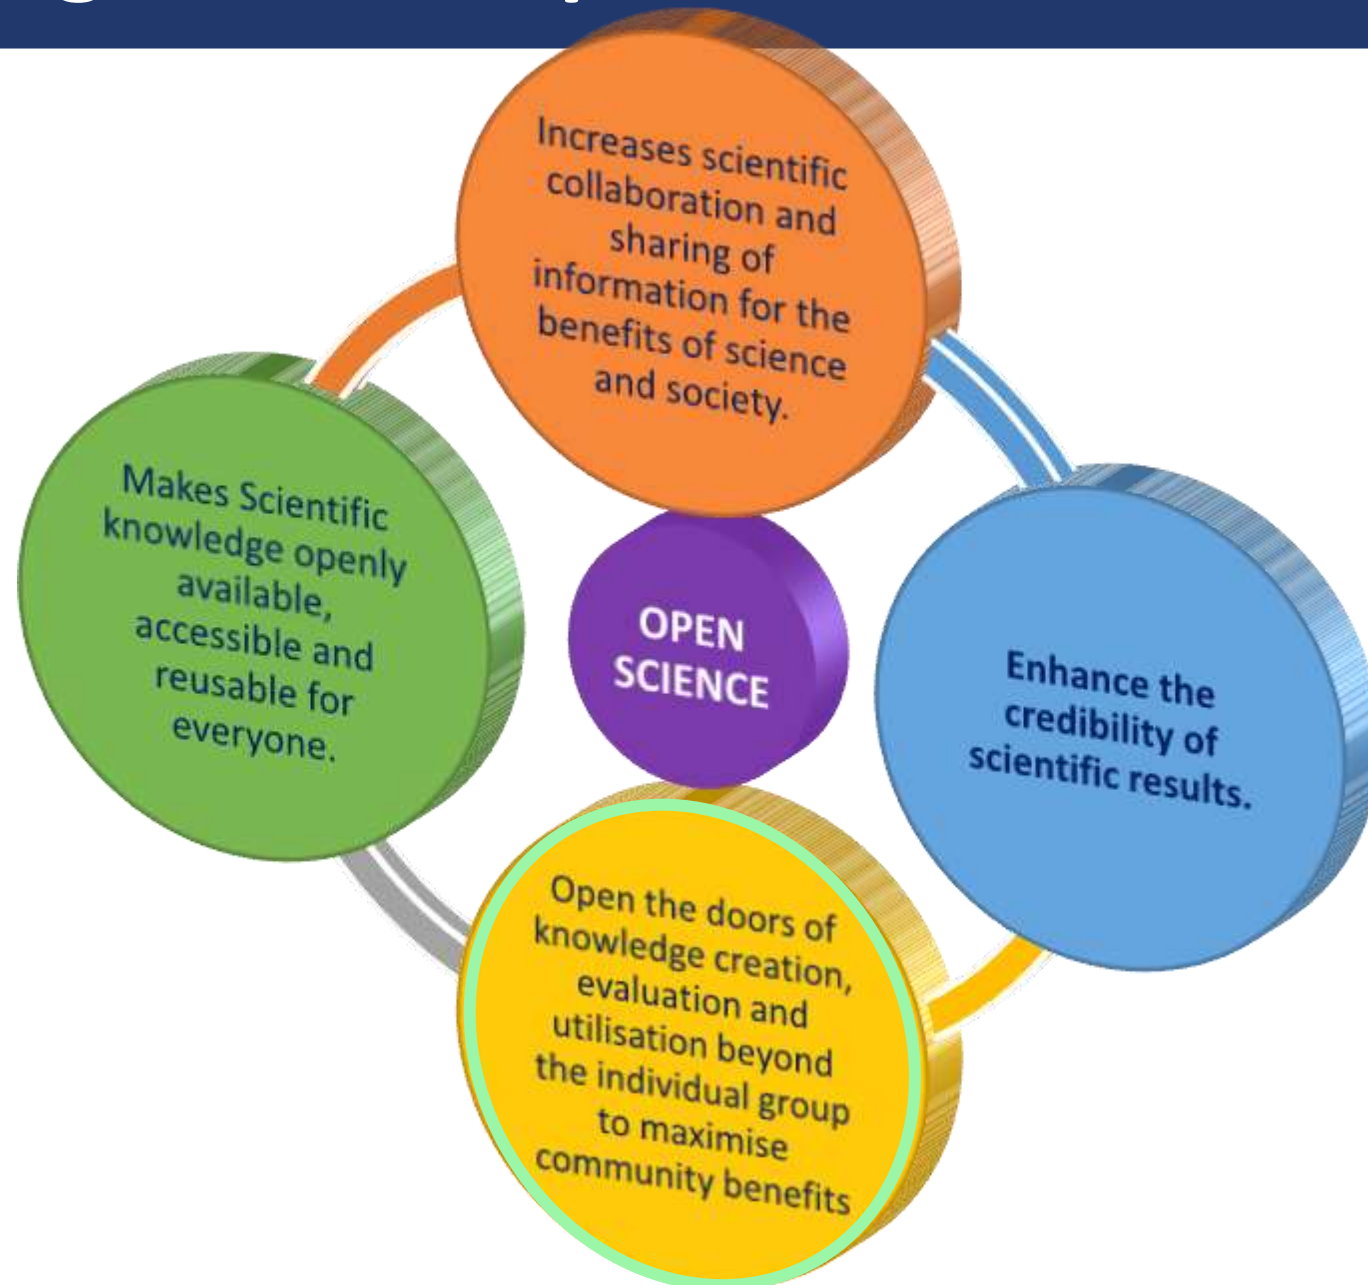 Increases scientific
collaboration and
sharing of
information for the
benefits of science
and society.
Makes Scientific
knowledge openly
available,
accessible and
reusable for
everyone.
OPEN
SCIENCE
Enhance the
credibility of
scientific results.
Open the doors of
knowledge creation,
evaluation and
utilisation beyond
the individual group
to maximise
community benefits